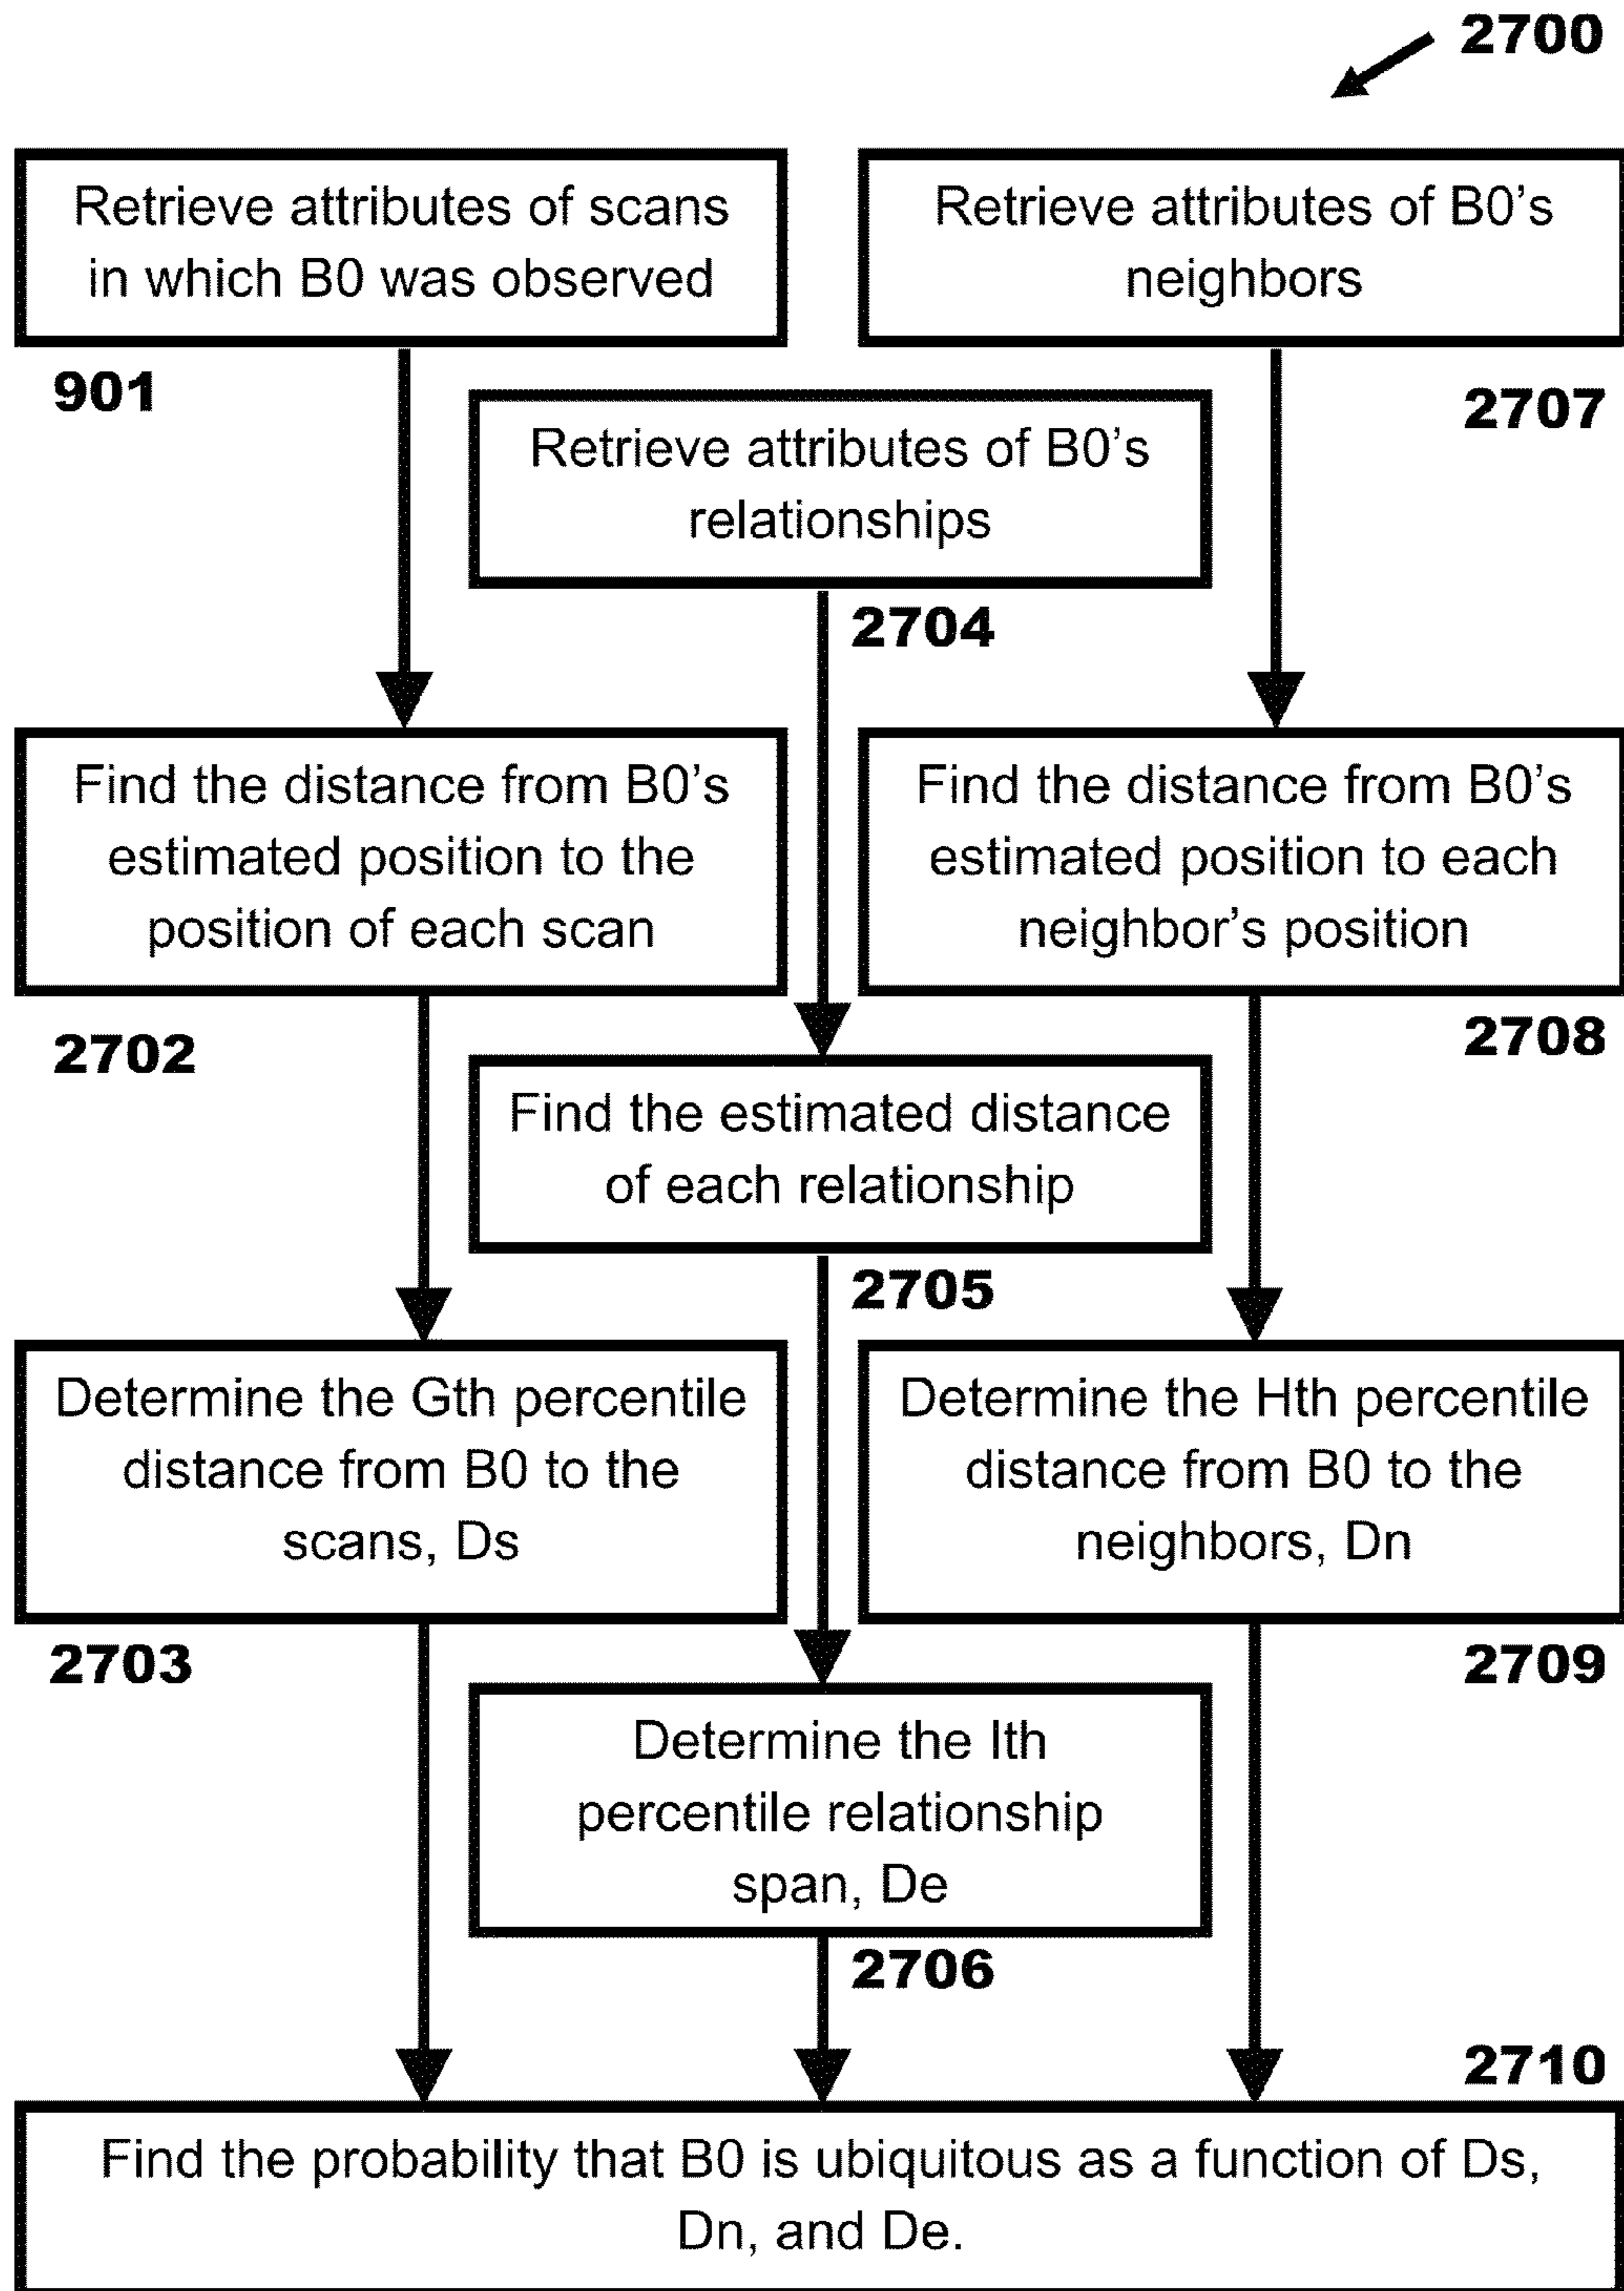 2700
Retrieve attributes of scans
in which B0 was observed
901
Retrieve attributes of B0's
neighbors
2707
Retrieve attributes of B0's
relationships
2704
Find the distance from B0's
estimated position to the
position of each scan
2702
Find the distance from B0's
estimated position to each
neighbor's position
2708
Find the estimated distance
of each relationship
2705
Determine the Gth percentile
distance from B0 to the
scans, Ds
2703
Determine the Hth percentile
distance from B0 to the
neighbors, Dn
2709
Determine the Ith
percentile relationship
span, De
2706
2710
Find the probability that B0 is ubiquitous as a function of Ds,
Dn, and De.